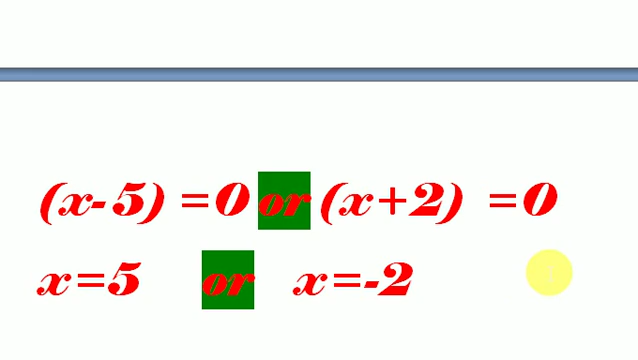 (x-5) =0 or (x+2) =0
x=5 or x=-2